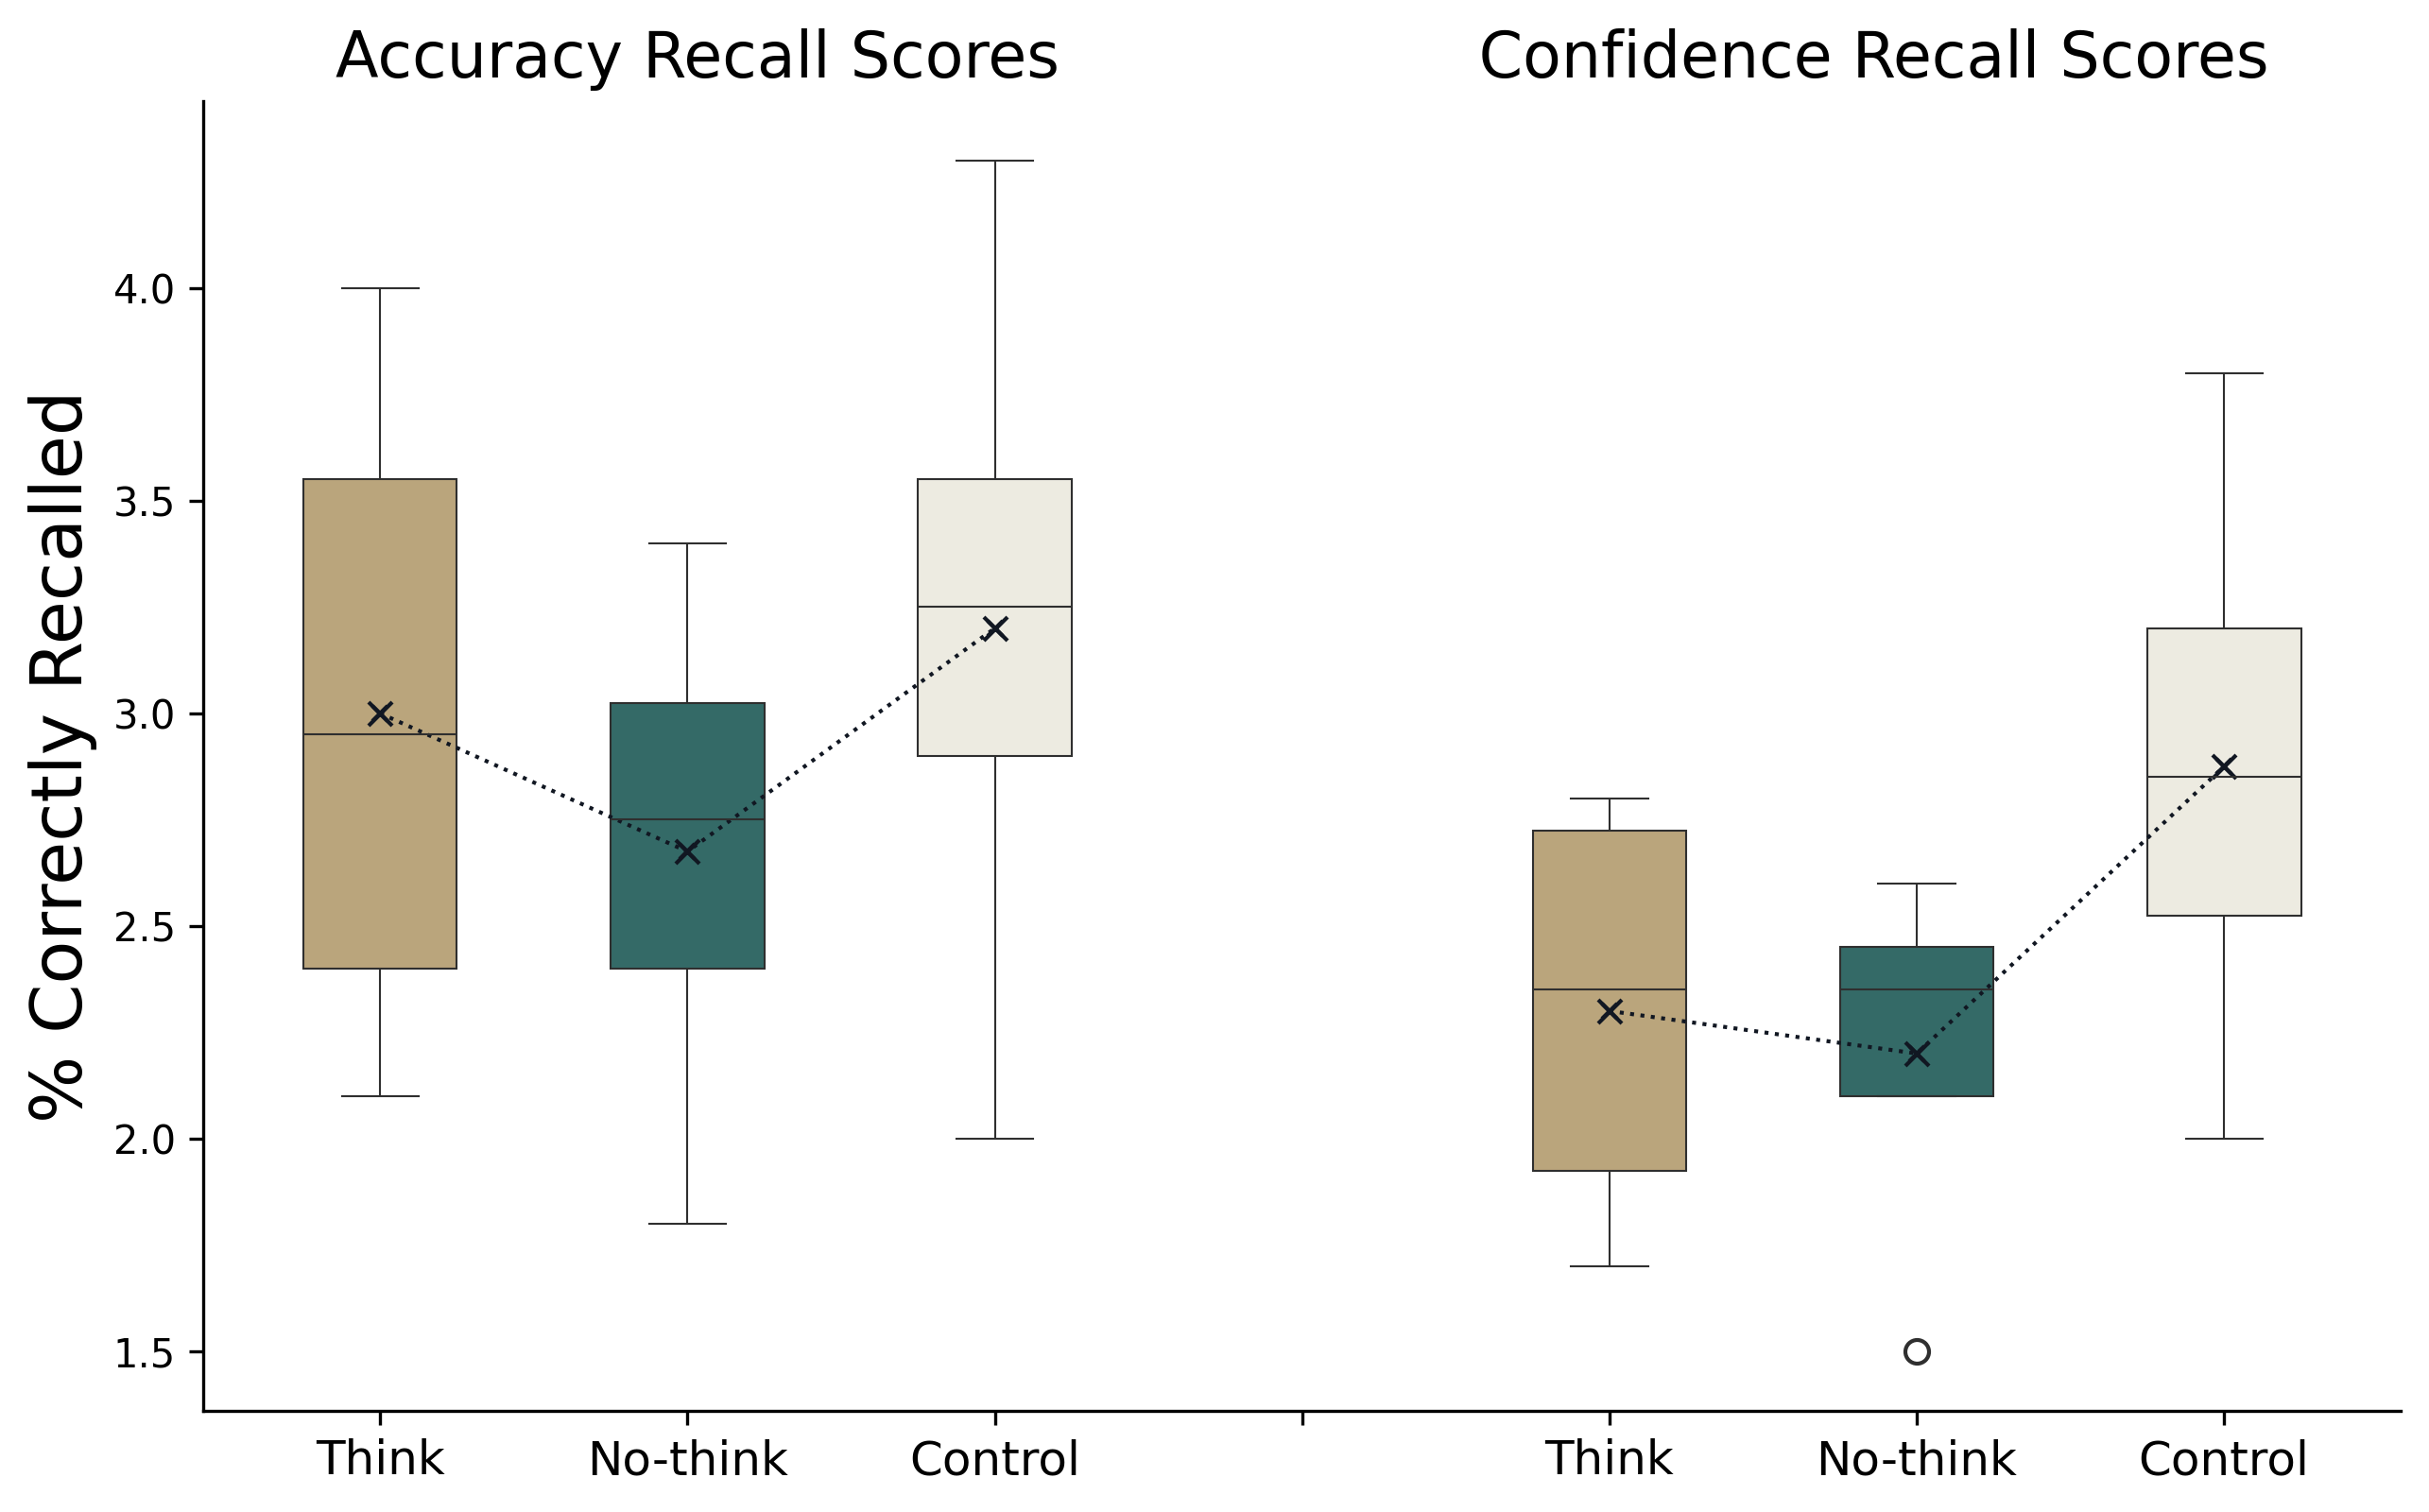 Accuracy Recall Scores
Confidence Recall Scores
% Correctly Recalled
4.0
3.5
3.0
2.5
2.0
1.5
Think
No-think
Control
Think
No-think
Control